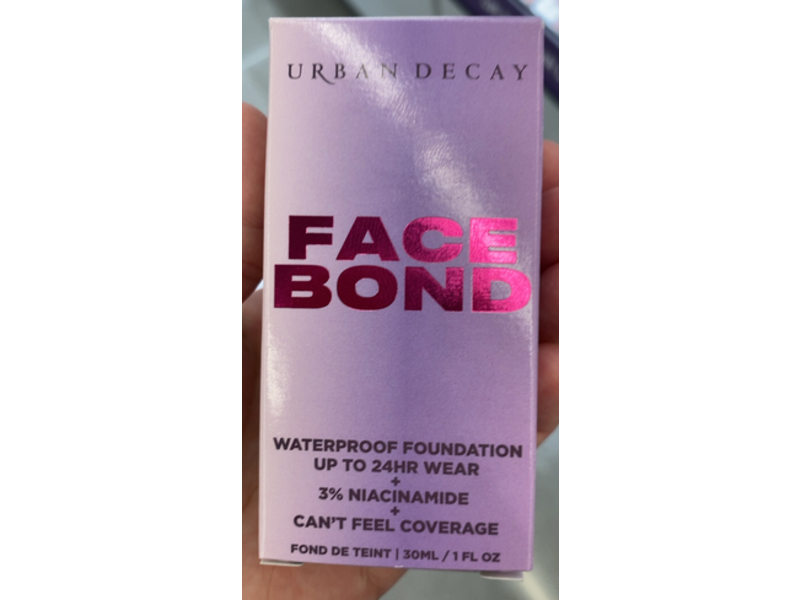 URBAN DECAY
FACE
BOND
WATERPROOF FOUNDATION
UP TO 24HR WEAR
+
3% NIACINAMIDE
+
CAN'T FEEL COVERAGE
FOND DE TEINT | 30ML / 1 FL OZ